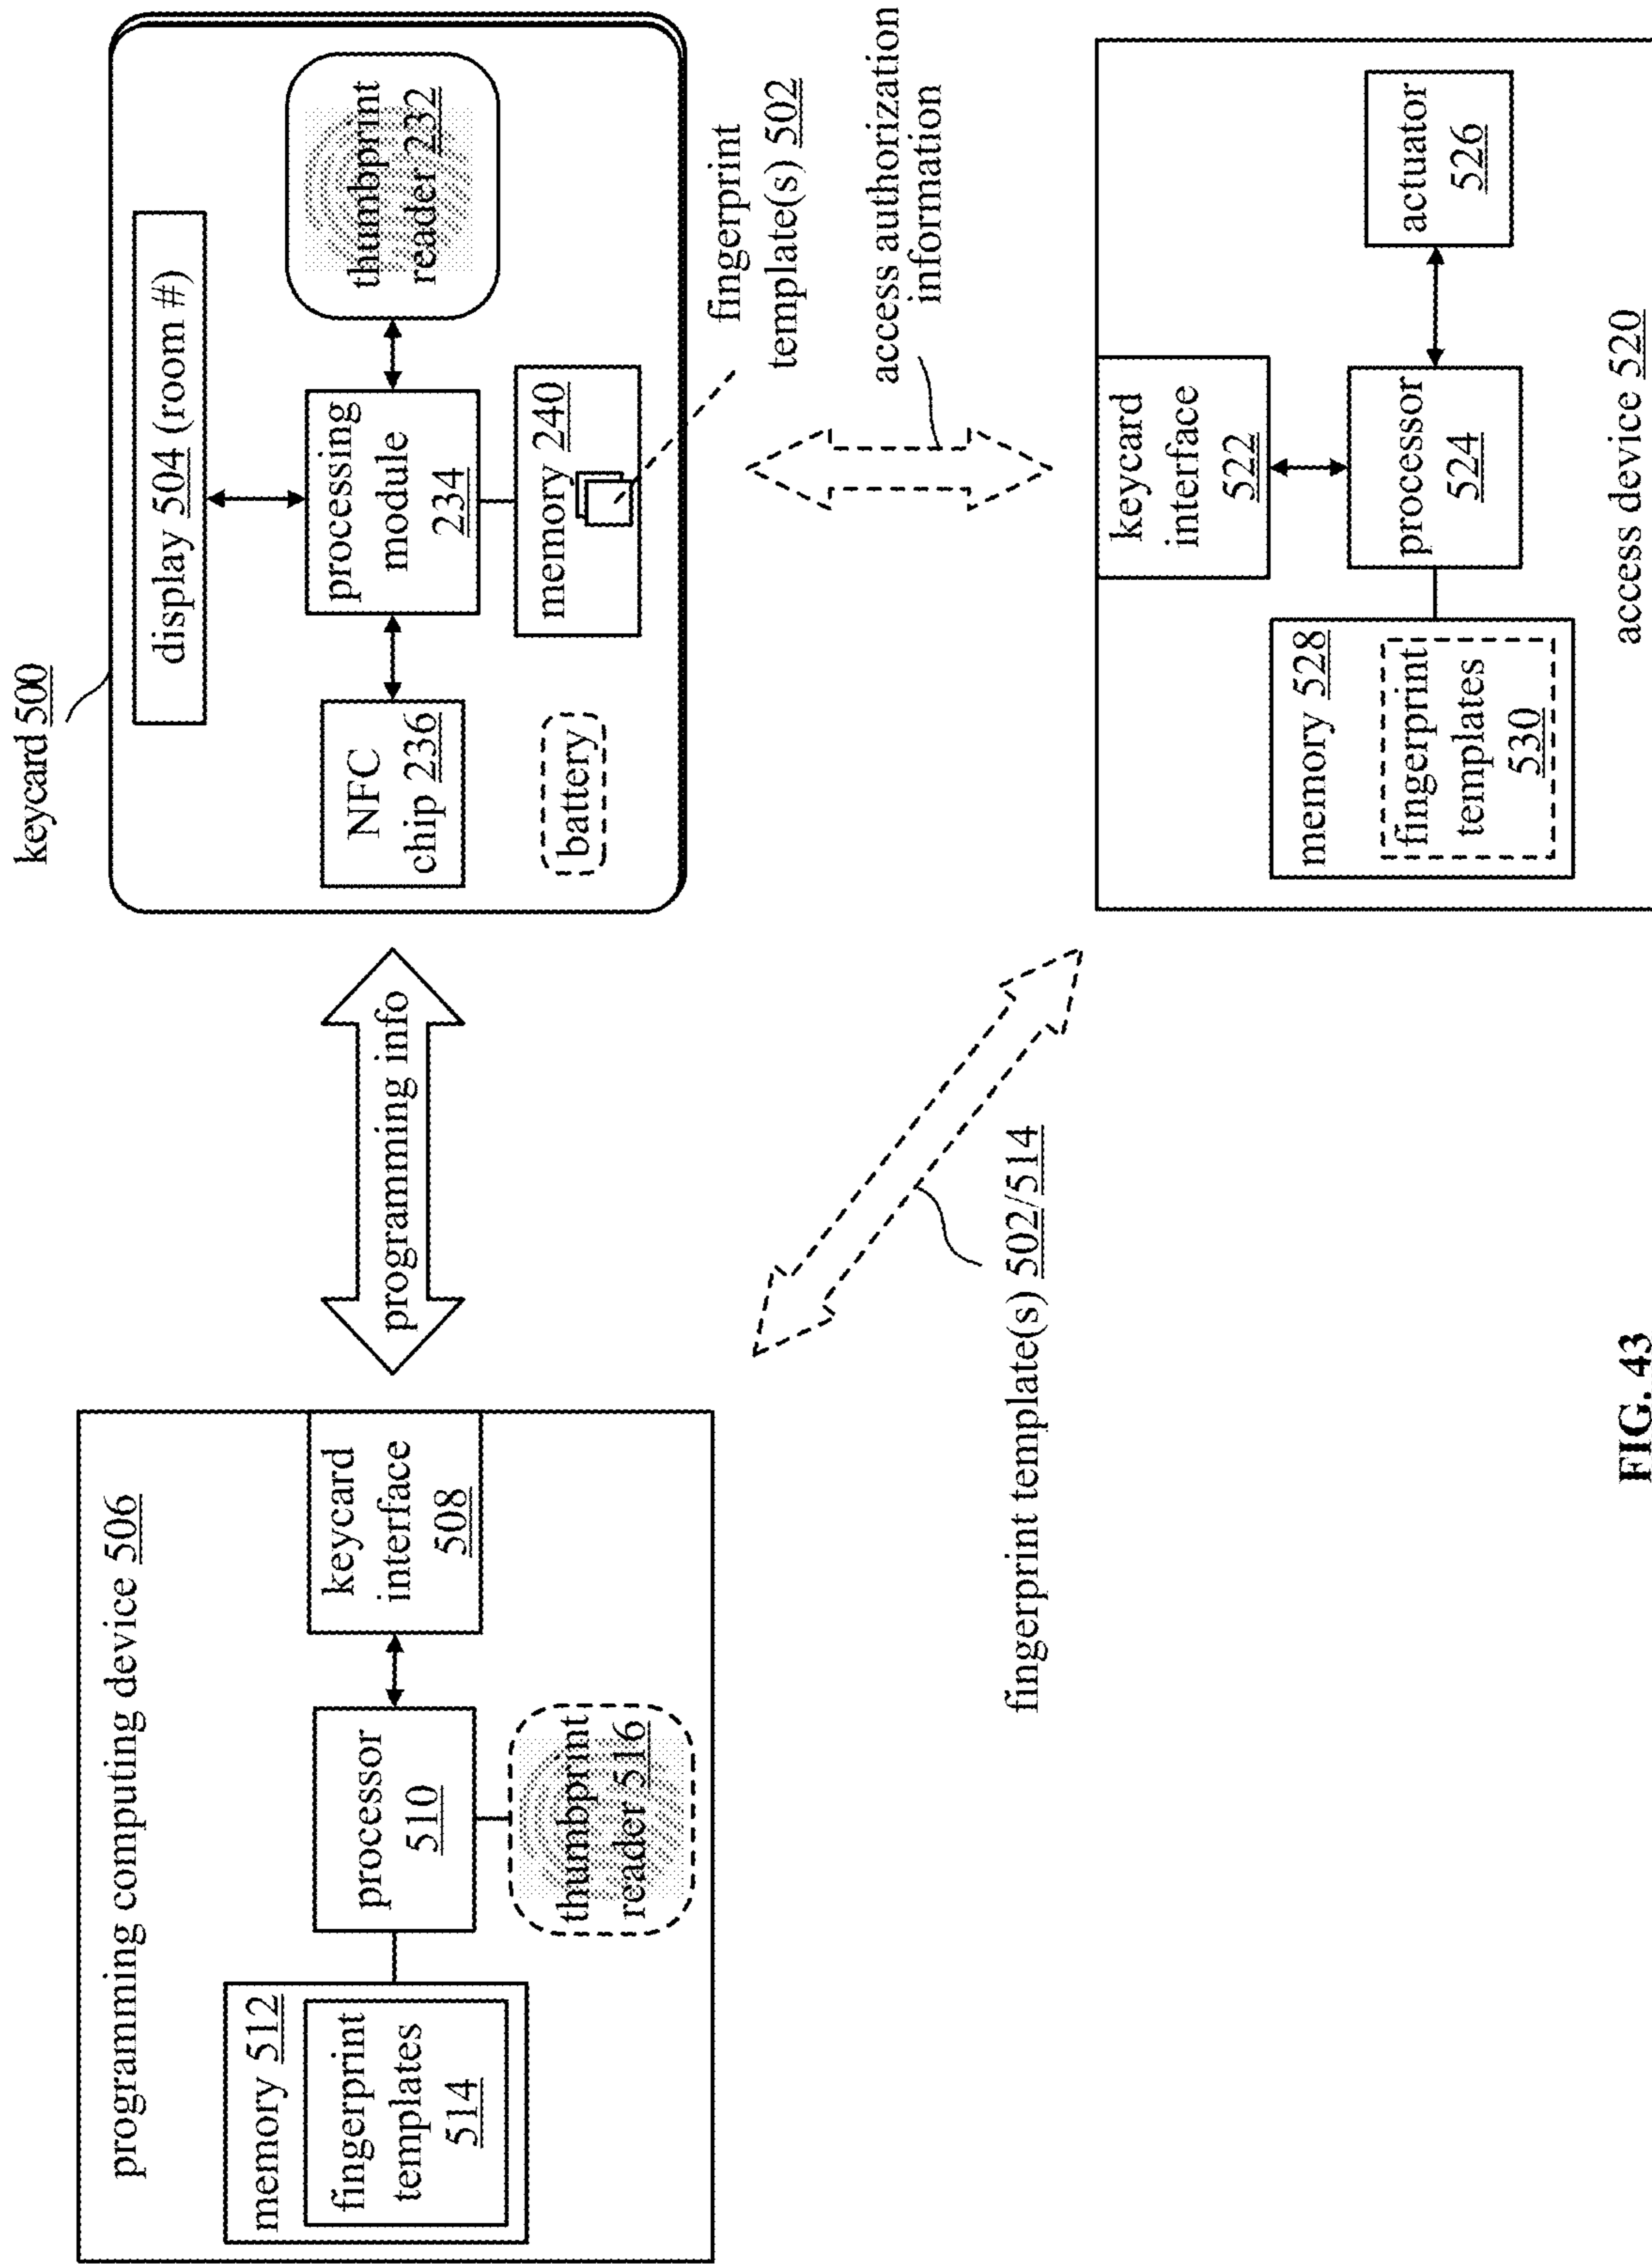 programming computing device 506
memory 512
fingerprint
templates
514
processor
510
keycard
interface
508
thumbprint
reader 516
programming info
keycard 500
display 504 (room #)
NFC
chip 236
processing
module
234
thumbprint
reader 232
battery
memory 240
fingerprint
template(s) 502
access authorization
information
fingerprint template(s) 502/514
keycard
interface
522
memory 528
fingerprint
templates
530
processor
524
actuator
526
access device 520
FIG. 43